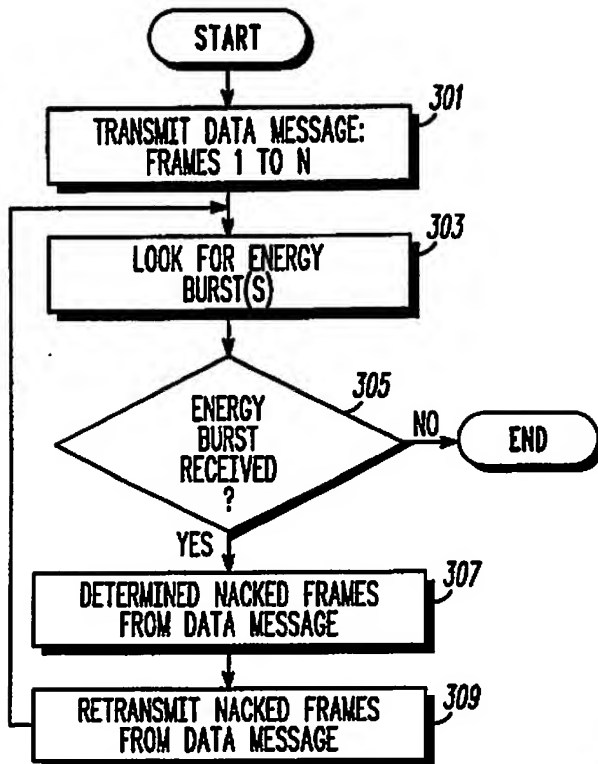 START
301
TRANSMIT DATA MESSAGE:
FRAMES 1 TO N
303
LOOK FOR ENERGY
BURST(S)
305
ENERGY
BURST
RECEIVED
?
NO
END
YES
307
DETERMINED NACKED FRAMES
FROM DATA MESSAGE
309
RETRANSMIT NACKED FRAMES
FROM DATA MESSAGE